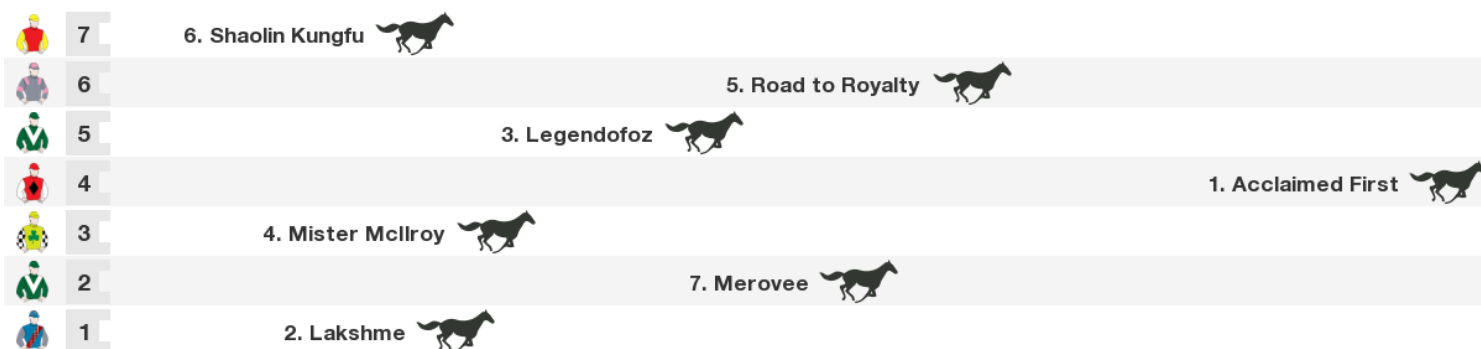 7 6. Shaolin Kungfu
6 5. Road to Royalty
5 3. Legendofoz
4 1. Acclaimed First
3 4. Mister McIlroy
2 7. Merovee
1 2. Lakshme